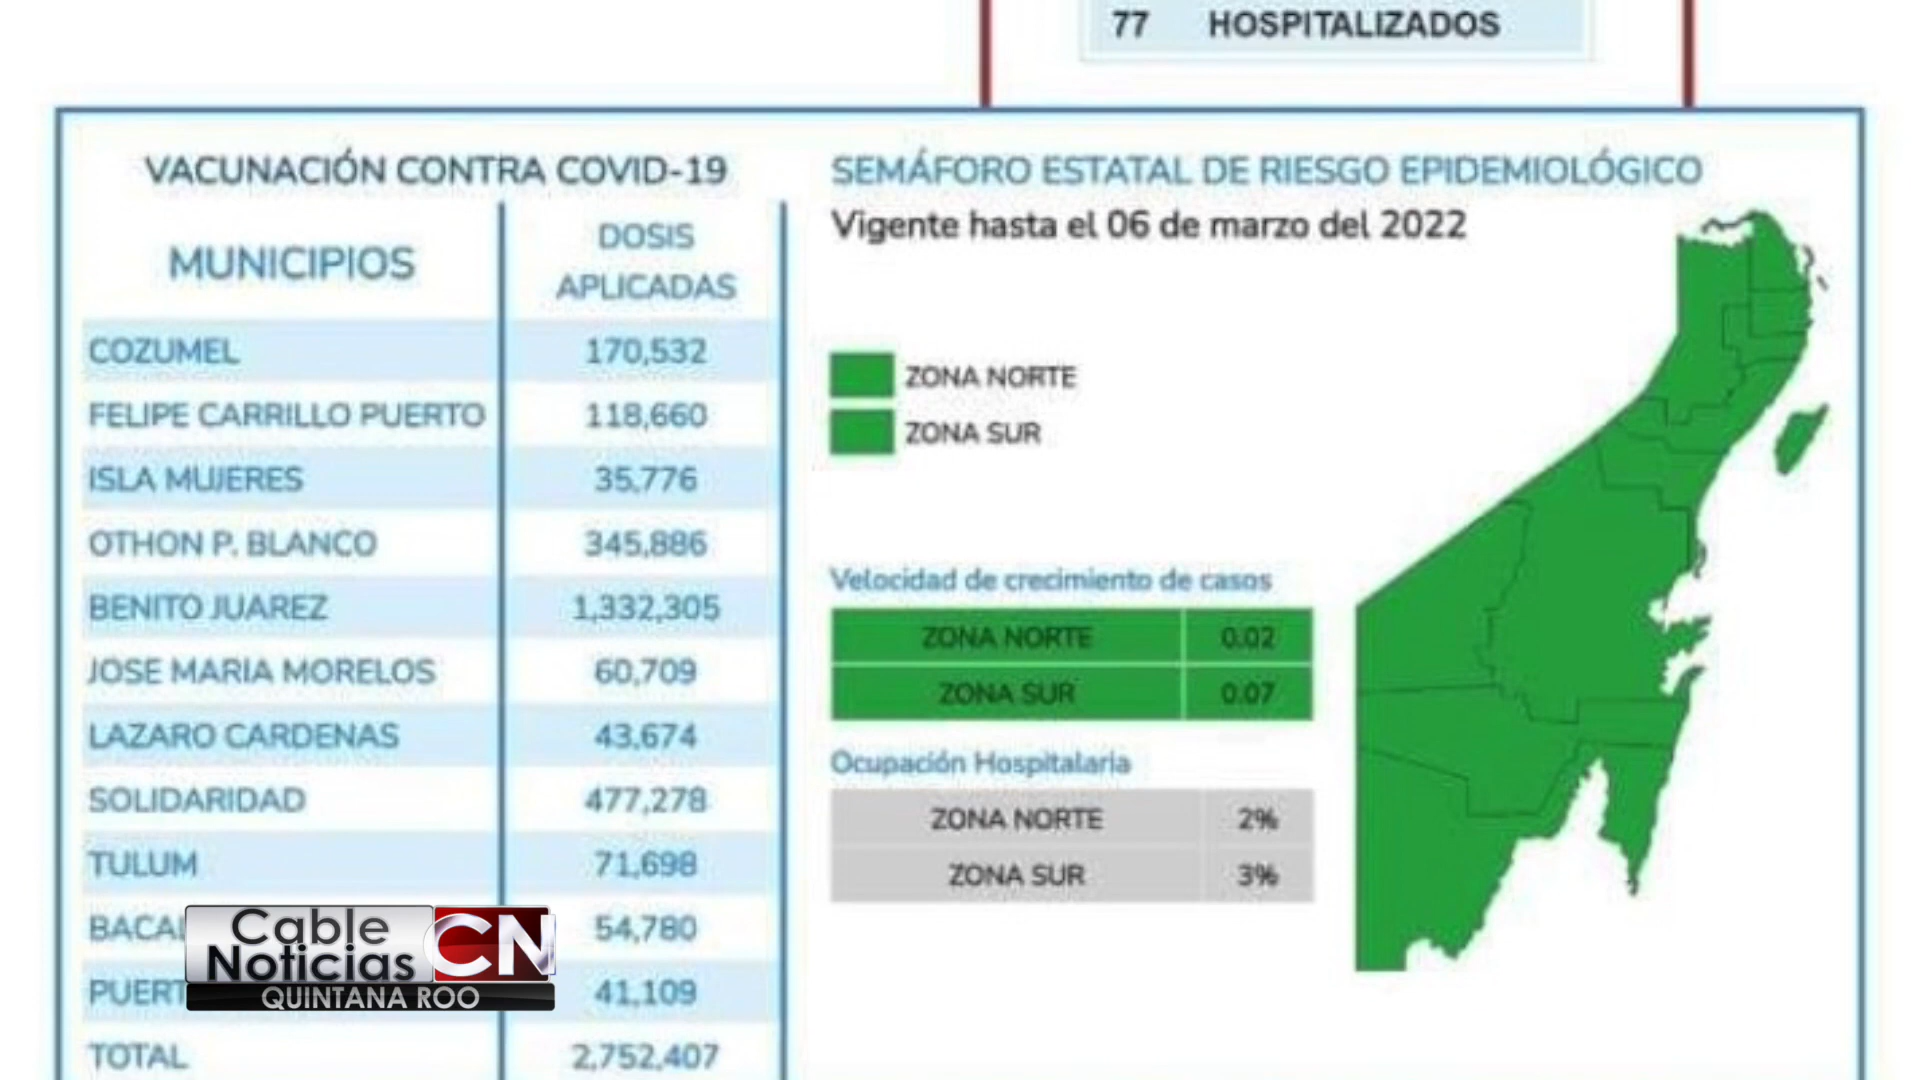 77 HOSPITALIZADOS
VACUNACIÓN CONTRA COVID-19
MUNICIPIOS
DOSIS
APLICADAS
COZUMEL 170,532
FELIPE CARRILLO PUERTO 118,660
ISLA MUJERES 35,776
OTHON P. BLANCO 345,886
BENITO JUAREZ 1,332,305
JOSE MARIA MORELOS 60,709
LAZARO CARDENAS 43,674
SOLIDARIDAD 477,278
TULUM 71,698
54,780
41,109
TOTAL 2,752,407
SEMÁFORO ESTATAL DE RIESGO EPIDEMIOLÓGICO
Vigente hasta el 06 de marzo del 2022
ZONA NORTE
ZONA SUR
Velocidad de crecimiento de casos
ZONA NORTE 0.02
ZONA SUR 0.07
Ocupación Hospitalaria
ZONA NORTE 2%
ZONA SUR 3%
Cable
Noticias CN
QUINTANA ROO